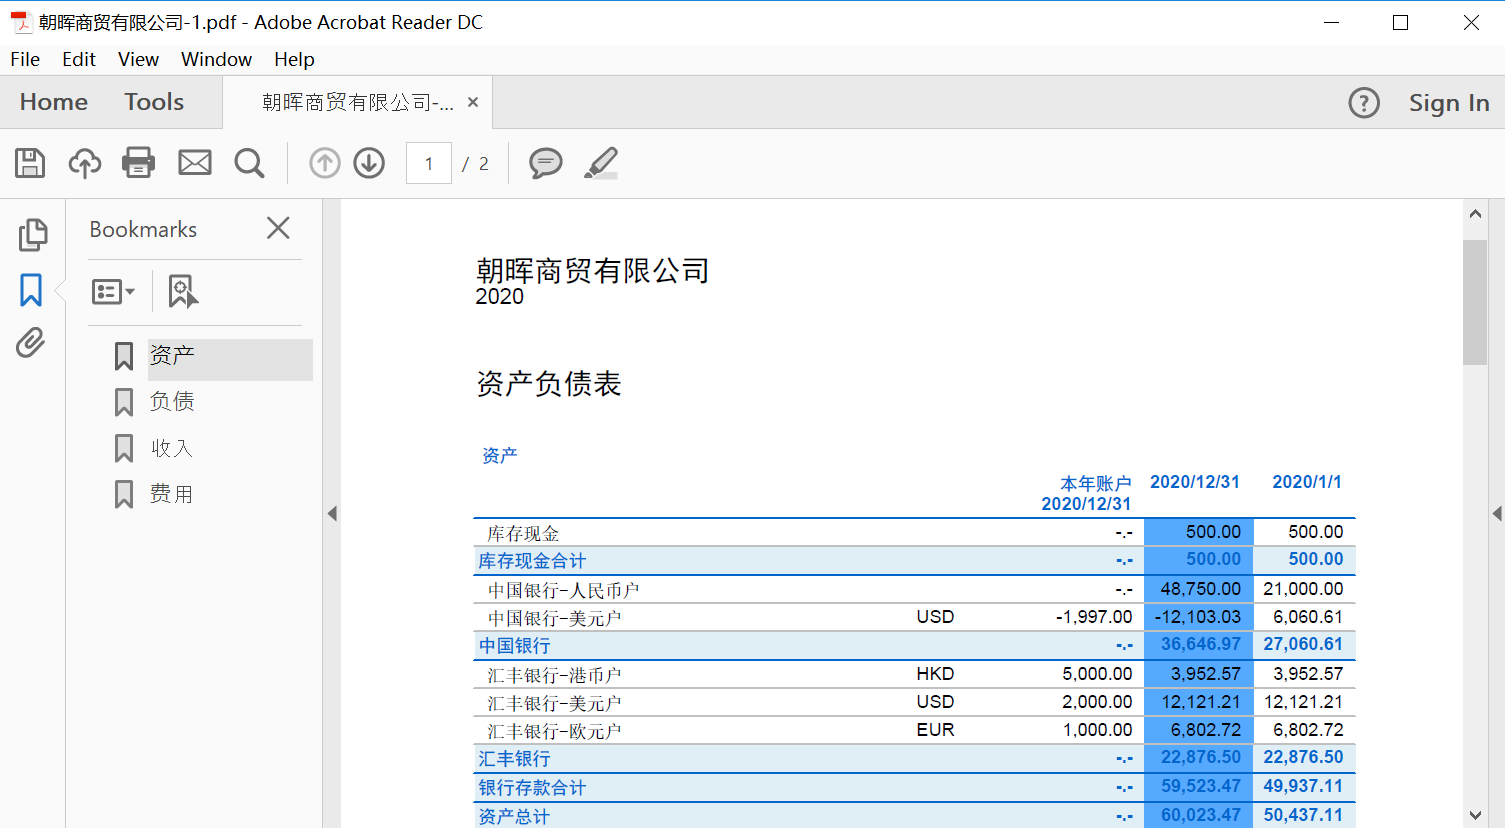 朝晖商贸有限公司-1.pdf - Adobe Acrobat Reader DC
File Edit View Window Help
Home Tools 朝晖商贸有限公司-... × ? Sign In
1 / 2
Bookmarks
资产
负债
收入
费用
朝晖商贸有限公司
2020
资产负债表
资产
本年账户 2020/12/31 2020/1/1
2020/12/31
库存现金 -.- 500.00 500.00
库存现金合计 -.- 500.00 500.00
中国银行-人民币户 -.- 48,750.00 21,000.00
中国银行-美元户 USD -1,997.00 -12,103.03 6,060.61
中国银行 -.- 36,646.97 27,060.61
汇丰银行-港币户 HKD 5,000.00 3,952.57 3,952.57
汇丰银行-美元户 USD 2,000.00 12,121.21 12,121.21
汇丰银行-欧元户 EUR 1,000.00 6,802.72 6,802.72
汇丰银行 -.- 22,876.50 22,876.50
银行存款合计 -.- 59,523.47 49,937.11
资产总计 -.- 60,023.47 50,437.11